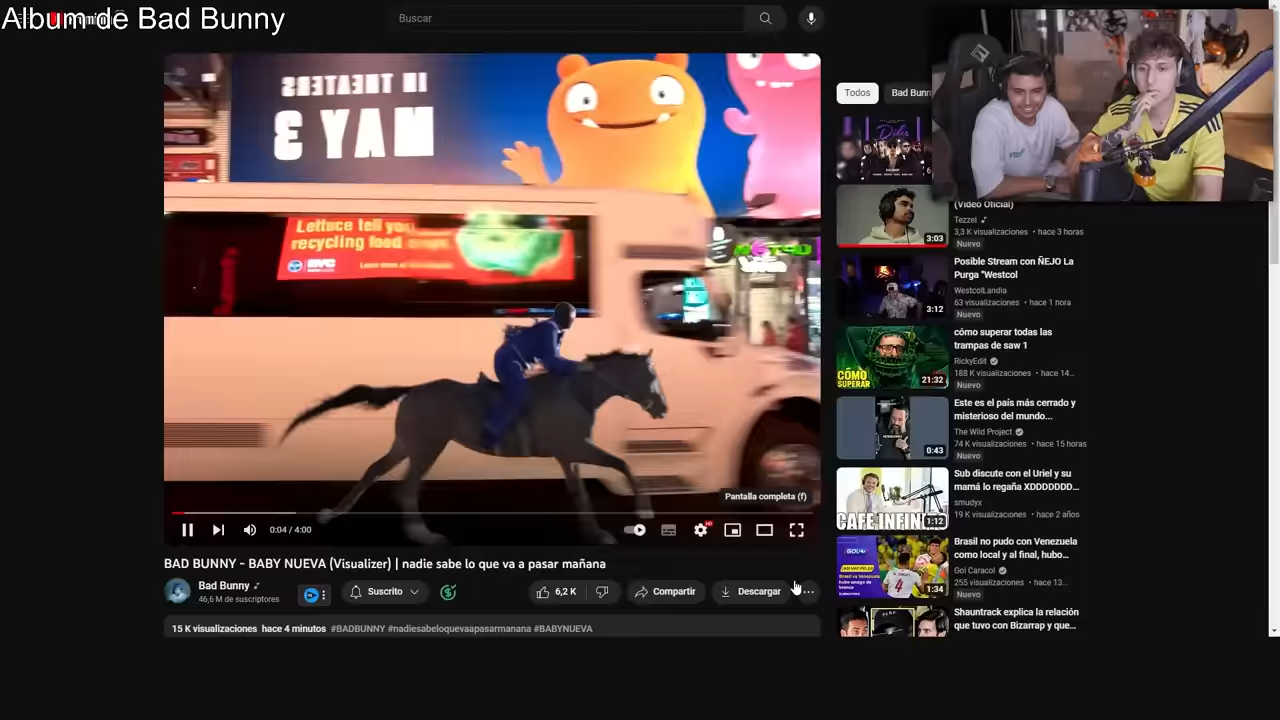 Album de Bad Bunny
Buscar
IN THEATERS
MAY 3
Lettuce tell you
recycling food
NYC
Todos
Bad Bunn
Diles
(Video Oficial)
Tezzel
3,3 K visualizaciones • hace 3 horas
Nuevo
3:03
Posible Stream con ÑEJO La
Purga "Westcol
WestcolLandia
63 visualizaciones • hace 1 hora
Nuevo
3:12
cómo superar todas las
trampas de saw 1
RickyEdit
188 K visualizaciones • hace 14...
Nuevo
CÓMO
SUPERAR
21:32
Este es el país más cerrado y
misterioso del mundo...
The Wild Project
74 K visualizaciones • hace 15 horas
Nuevo
0:43
Sub discute con el Uriel y su
mamá lo regaña XDDDDDDD...
smudyx
19 K visualizaciones • hace 2 años
CAFE INFINI
1:12
Brasil no pudo con Venezuela
como local y al final, hubo...
Gol Caracol
255 visualizaciones • hace 13...
Nuevo
1:34
Shauntrack explica la relación
que tuvo con Bizarrap y que...
Pantalla completa (f)
0:04 / 4:00
HD
BAD BUNNY - BABY NUEVA (Visualizer) | nadie sabe lo que va a pasar mañana
Bad Bunny
46,6 M de suscriptores
Suscrito
6,2 K
Compartir
Descargar
15 K visualizaciones hace 4 minutos #BADBUNNY #nadiesabeloquevaapasarmanana #BABYNUEVA